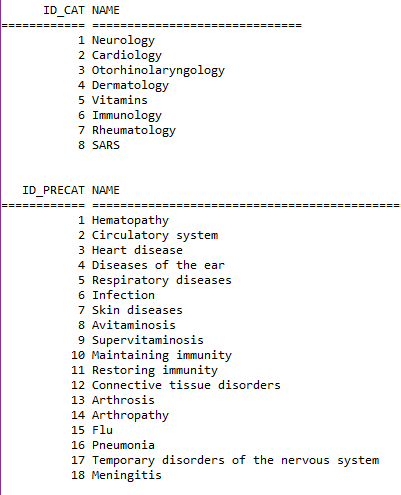 ID_CAT NAME
============ ==============================
1 Neurology
2 Cardiology
3 Otorhinolaryngology
4 Dermatology
5 Vitamins
6 Immunology
7 Rheumatology
8 SARS
ID_PRECAT NAME
============ ============================================
1 Hematopathy
2 Circulatory system
3 Heart disease
4 Diseases of the ear
5 Respiratory diseases
6 Infection
7 Skin diseases
8 Avitaminosis
9 Supervitaminosis
10 Maintaining immunity
11 Restoring immunity
12 Connective tissue disorders
13 Arthrosis
14 Arthropathy
15 Flu
16 Pneumonia
17 Temporary disorders of the nervous system
18 Meningitis